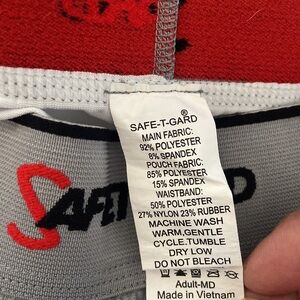 SAFE-T-GARD®
MAIN FABRIC:
92% POLYESTER
8% SPANDEX
POUCH FABRIC:
85% POLYESTER
15% SPANDEX
WAISTBAND:
50% POLYESTER
27% NYLON 23% RUBBER
MACHINE WASH
WARM,GENTLE
CYCLE.TUMBLE
DRY LOW
DO NOT BLEACH
Adult-MD
Made in Vietnam